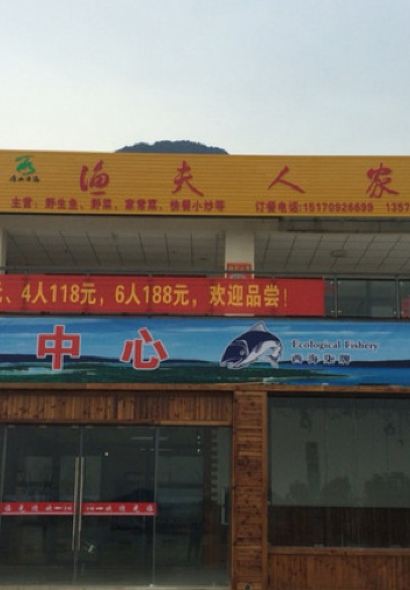 渔夫人家
主营：野生鱼、野菜、家常菜、快餐小炒等 订餐电话:15170926699 1357
元、4人118元，6人188元，欢迎品尝！
中心
Ecological Fishery